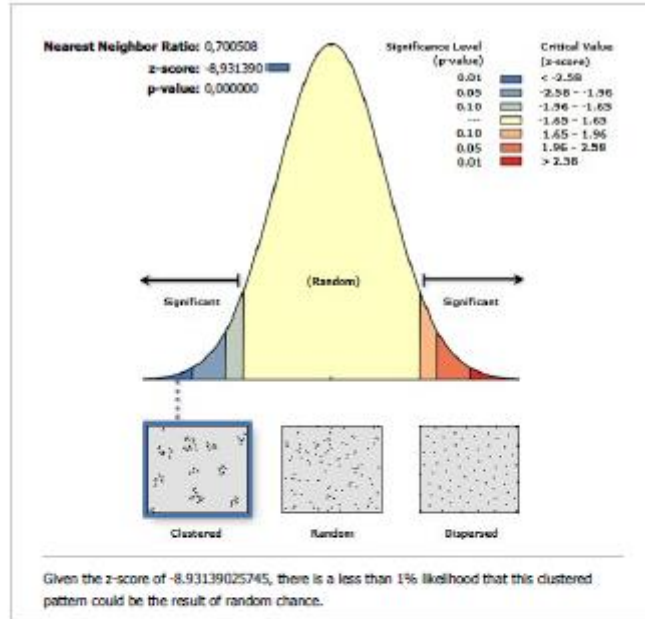 Nearest Neighbor Ratio: 0,700508
z-score: -8,931390
p-value: 0,000000
Significance Level
(p-value)
Critical Value
(z-score)
0.01 < -2.58
0.05 -2.58 - -1.96
0.10 -1.96 - -1.65
--- -1.65 - 1.65
0.10 1.65 - 1.96
0.05 1.96 - 2.58
0.01 > 2.58
(Random)
Significant
Significant
Clustered
Random
Dispersed
Given the z-score of -8.93139025745, there is a less than 1% likelihood that this clustered
pattern could be the result of random chance.